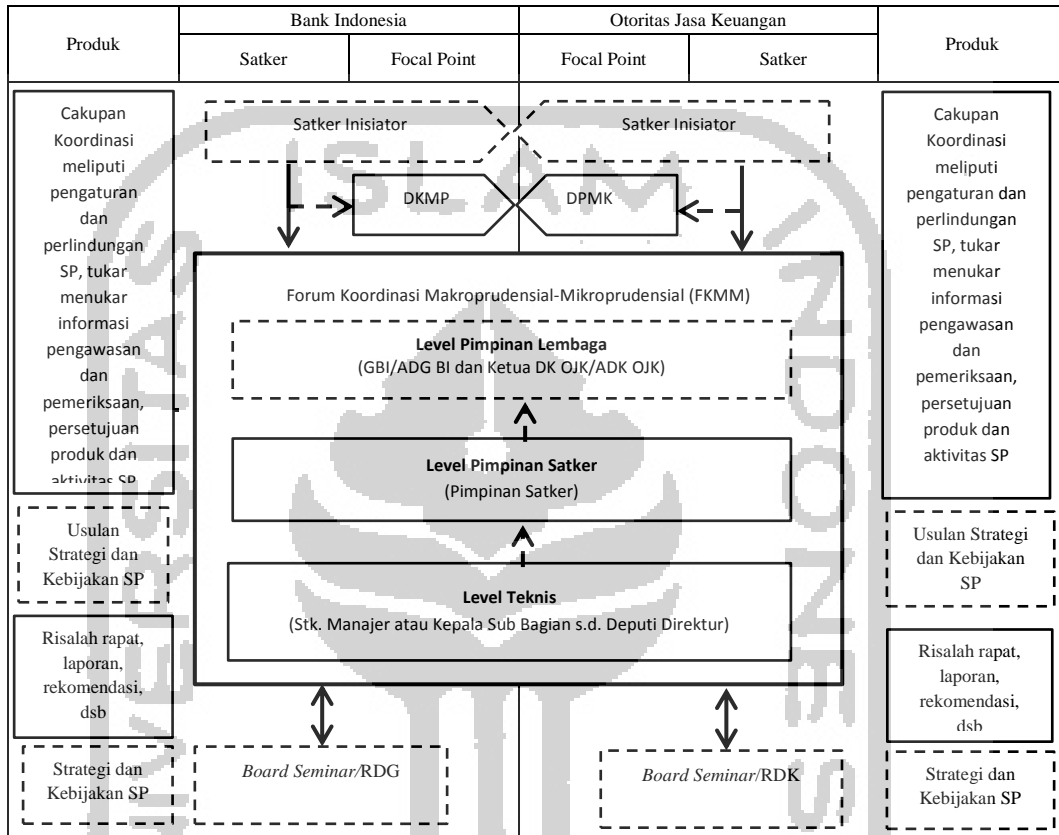 Produk
Bank Indonesia
Otoritas Jasa Keuangan
Produk
Satker
Focal Point
Focal Point
Satker
Cakupan
Koordinasi
meliputi
pengaturan
dan
perlindungan
SP, tukar
menukar
informasi
pengawasan
dan
pemeriksaan,
persetujuan
produk dan
aktivitas SP
Usulan
Strategi dan
Kebijakan SP
Risalah rapat,
laporan,
rekomendasi,
dsb
Strategi dan
Kebijakan SP
Satker Inisiator
Satker Inisiator
DKMP
DPMK
Forum Koordinasi Makroprudensial-Mikroprudensial (FKMM)
Level Pimpinan Lembaga
(GBI/ADG BI dan Ketua DK OJK/ADK OJK)
Level Pimpinan Satker
(Pimpinan Satker)
Level Teknis
(Stk. Manajer atau Kepala Sub Bagian s.d. Deputi Direktur)
Board Seminar/RDG
Board Seminar/RDK
Cakupan
Koordinasi
meliputi
pengaturan dan
perlindungan
SP, tukar
menukar
informasi
pengawasan
dan
pemeriksaan,
persetujuan
produk dan
aktivitas SP
Usulan Strategi
dan Kebijakan
SP
Risalah rapat,
laporan,
rekomendasi,
dsb
Strategi dan
Kebijakan SP
UNIVERSITAS
ISLAM
INDONESIA